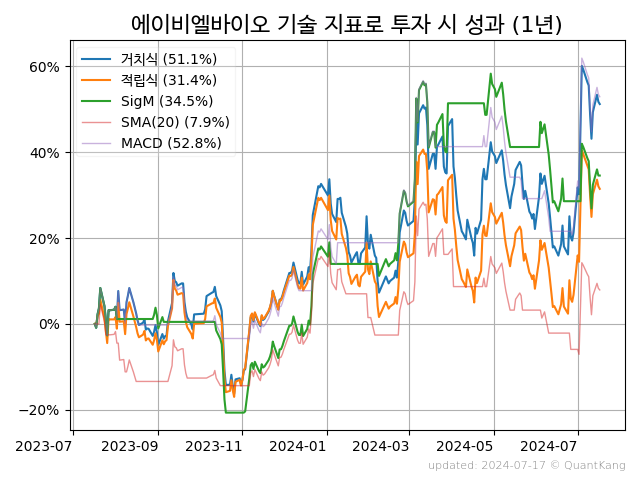 에이비엘바이오 기술 지표로 투자 시 성과 (1년)
거치식 (51.1%)
적립식 (31.4%)
SigM (34.5%)
SMA(20) (7.9%)
MACD (52.8%)
60%
40%
20%
0%
−20%
2023-07 2023-09 2023-11 2024-01 2024-03 2024-05 2024-07
updated: 2024-07-17 © QuantKang